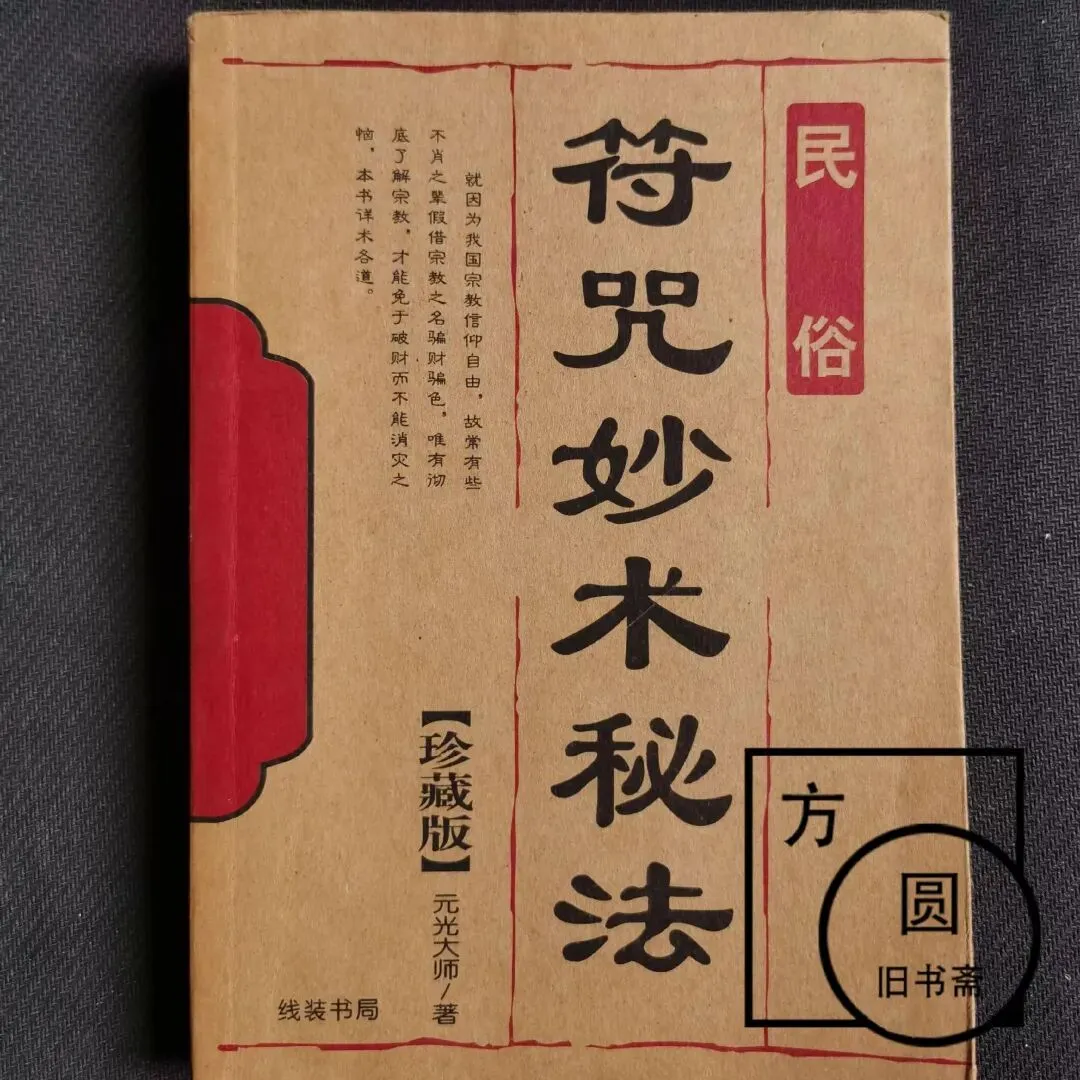 民俗
符咒妙术秘法
就因为我国宗教信仰自由，故常有些
不肖之辈假借宗教之名骗财骗色，唯有彻
底了解宗教，才能免于破财而不能消灾之
恼，本书详术各道。
【珍藏版】
元光大师/著
线装书局
方
圆
旧书斋